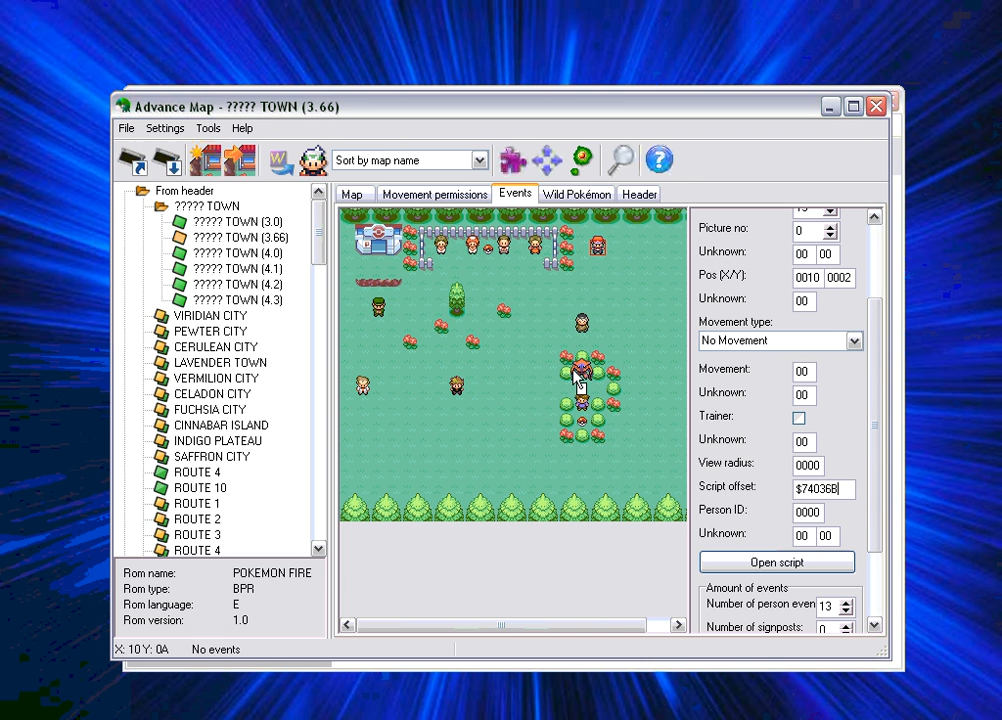 Advance Map - ????? TOWN (3.66)
File Settings Tools Help
Sort by map name
From header
????? TOWN
????? TOWN (3.0)
????? TOWN (3.66)
????? TOWN (4.0)
????? TOWN (4.1)
????? TOWN (4.2)
????? TOWN (4.3)
VIRIDIAN CITY
PEWTER CITY
CERULEAN CITY
LAVENDER TOWN
VERMILION CITY
CELADON CITY
FUCHSIA CITY
CINNABAR ISLAND
INDIGO PLATEAU
SAFFRON CITY
ROUTE 4
ROUTE 10
ROUTE 1
ROUTE 2
ROUTE 3
ROUTE 4
Rom name: POKEMON FIRE
Rom type: BPR
Rom language: E
Rom version: 1.0
Map Movement permissions Events Wild Pokémon Header
Picture no: 0
Unknown: 00 00
Pos (X/Y): 0010 0002
Unknown: 00
Movement type:
No Movement
Movement: 00
Unknown: 00
Trainer:
Unknown: 00
View radius: 0000
Script offset: $74036B
Person ID: 0000
Unknown: 00 00
Open script
Amount of events
Number of person even 13
Number of signposts: 0
X: 10 Y: 0A No events